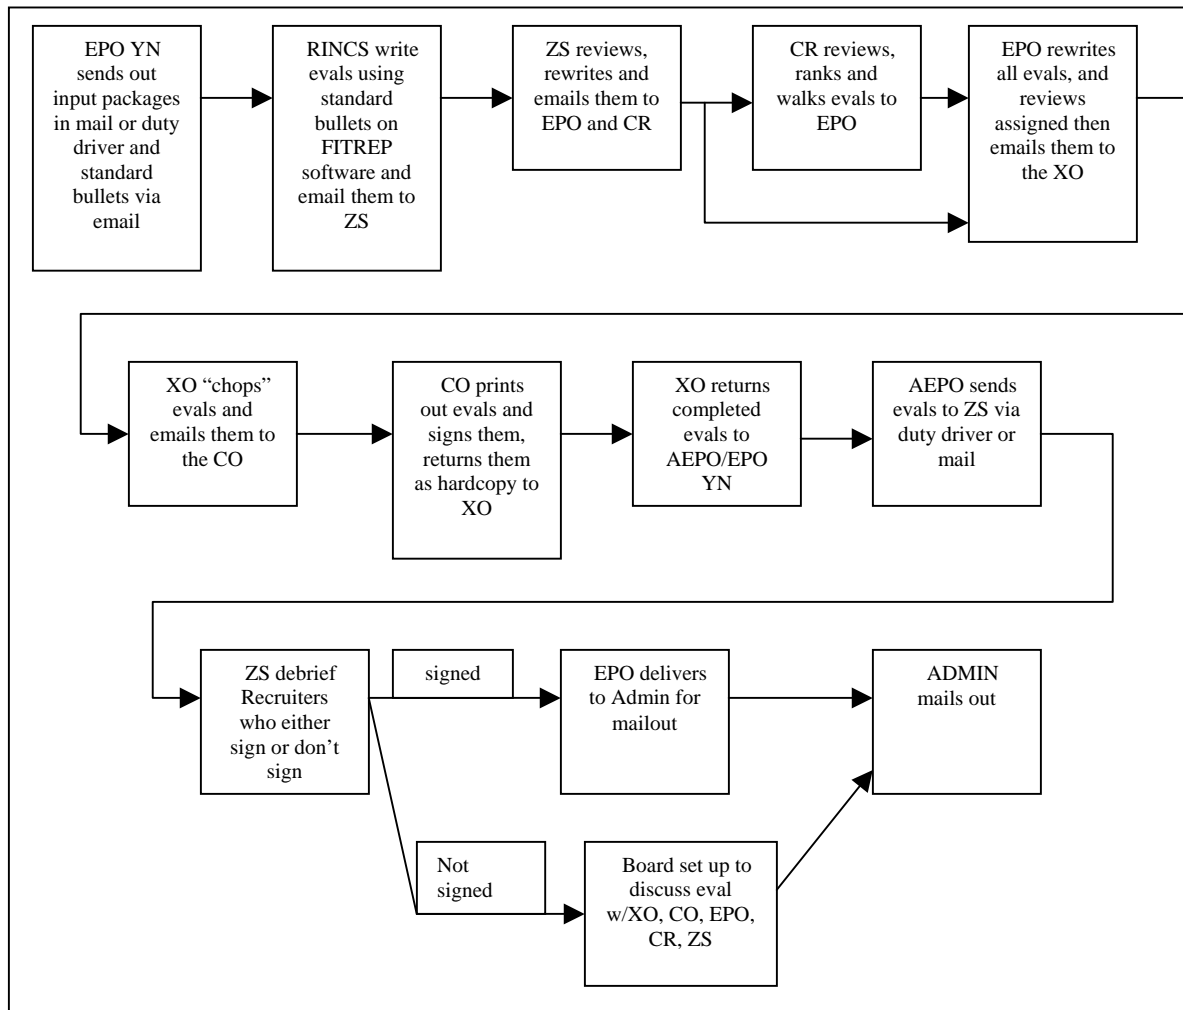 EPO YN
sends out
input packages
in mail or duty
driver and
standard
bullets via
email
RINCS write
evals using
standard
bullets on
FITREP
software and
email them to
ZS
ZS reviews,
rewrites and
emails them to
EPO and CR
CR reviews,
ranks and
walks evals to
EPO
EPO rewrites
all evals, and
reviews
assigned then
emails them to
the XO
XO “chops”
evals and
emails them to
the CO
CO prints
out evals and
signs them,
returns them
as hardcopy to
XO
XO returns
completed
evals to
AEPO/EPO
YN
AEPO sends
evals to ZS via
duty driver or
mail
ZS debrief
Recruiters
who either
sign or don’t
sign
signed
EPO delivers
to Admin for
mailout
ADMIN
mails out
Not
signed
Board set up to
discuss eval
w/XO, CO, EPO,
CR, ZS